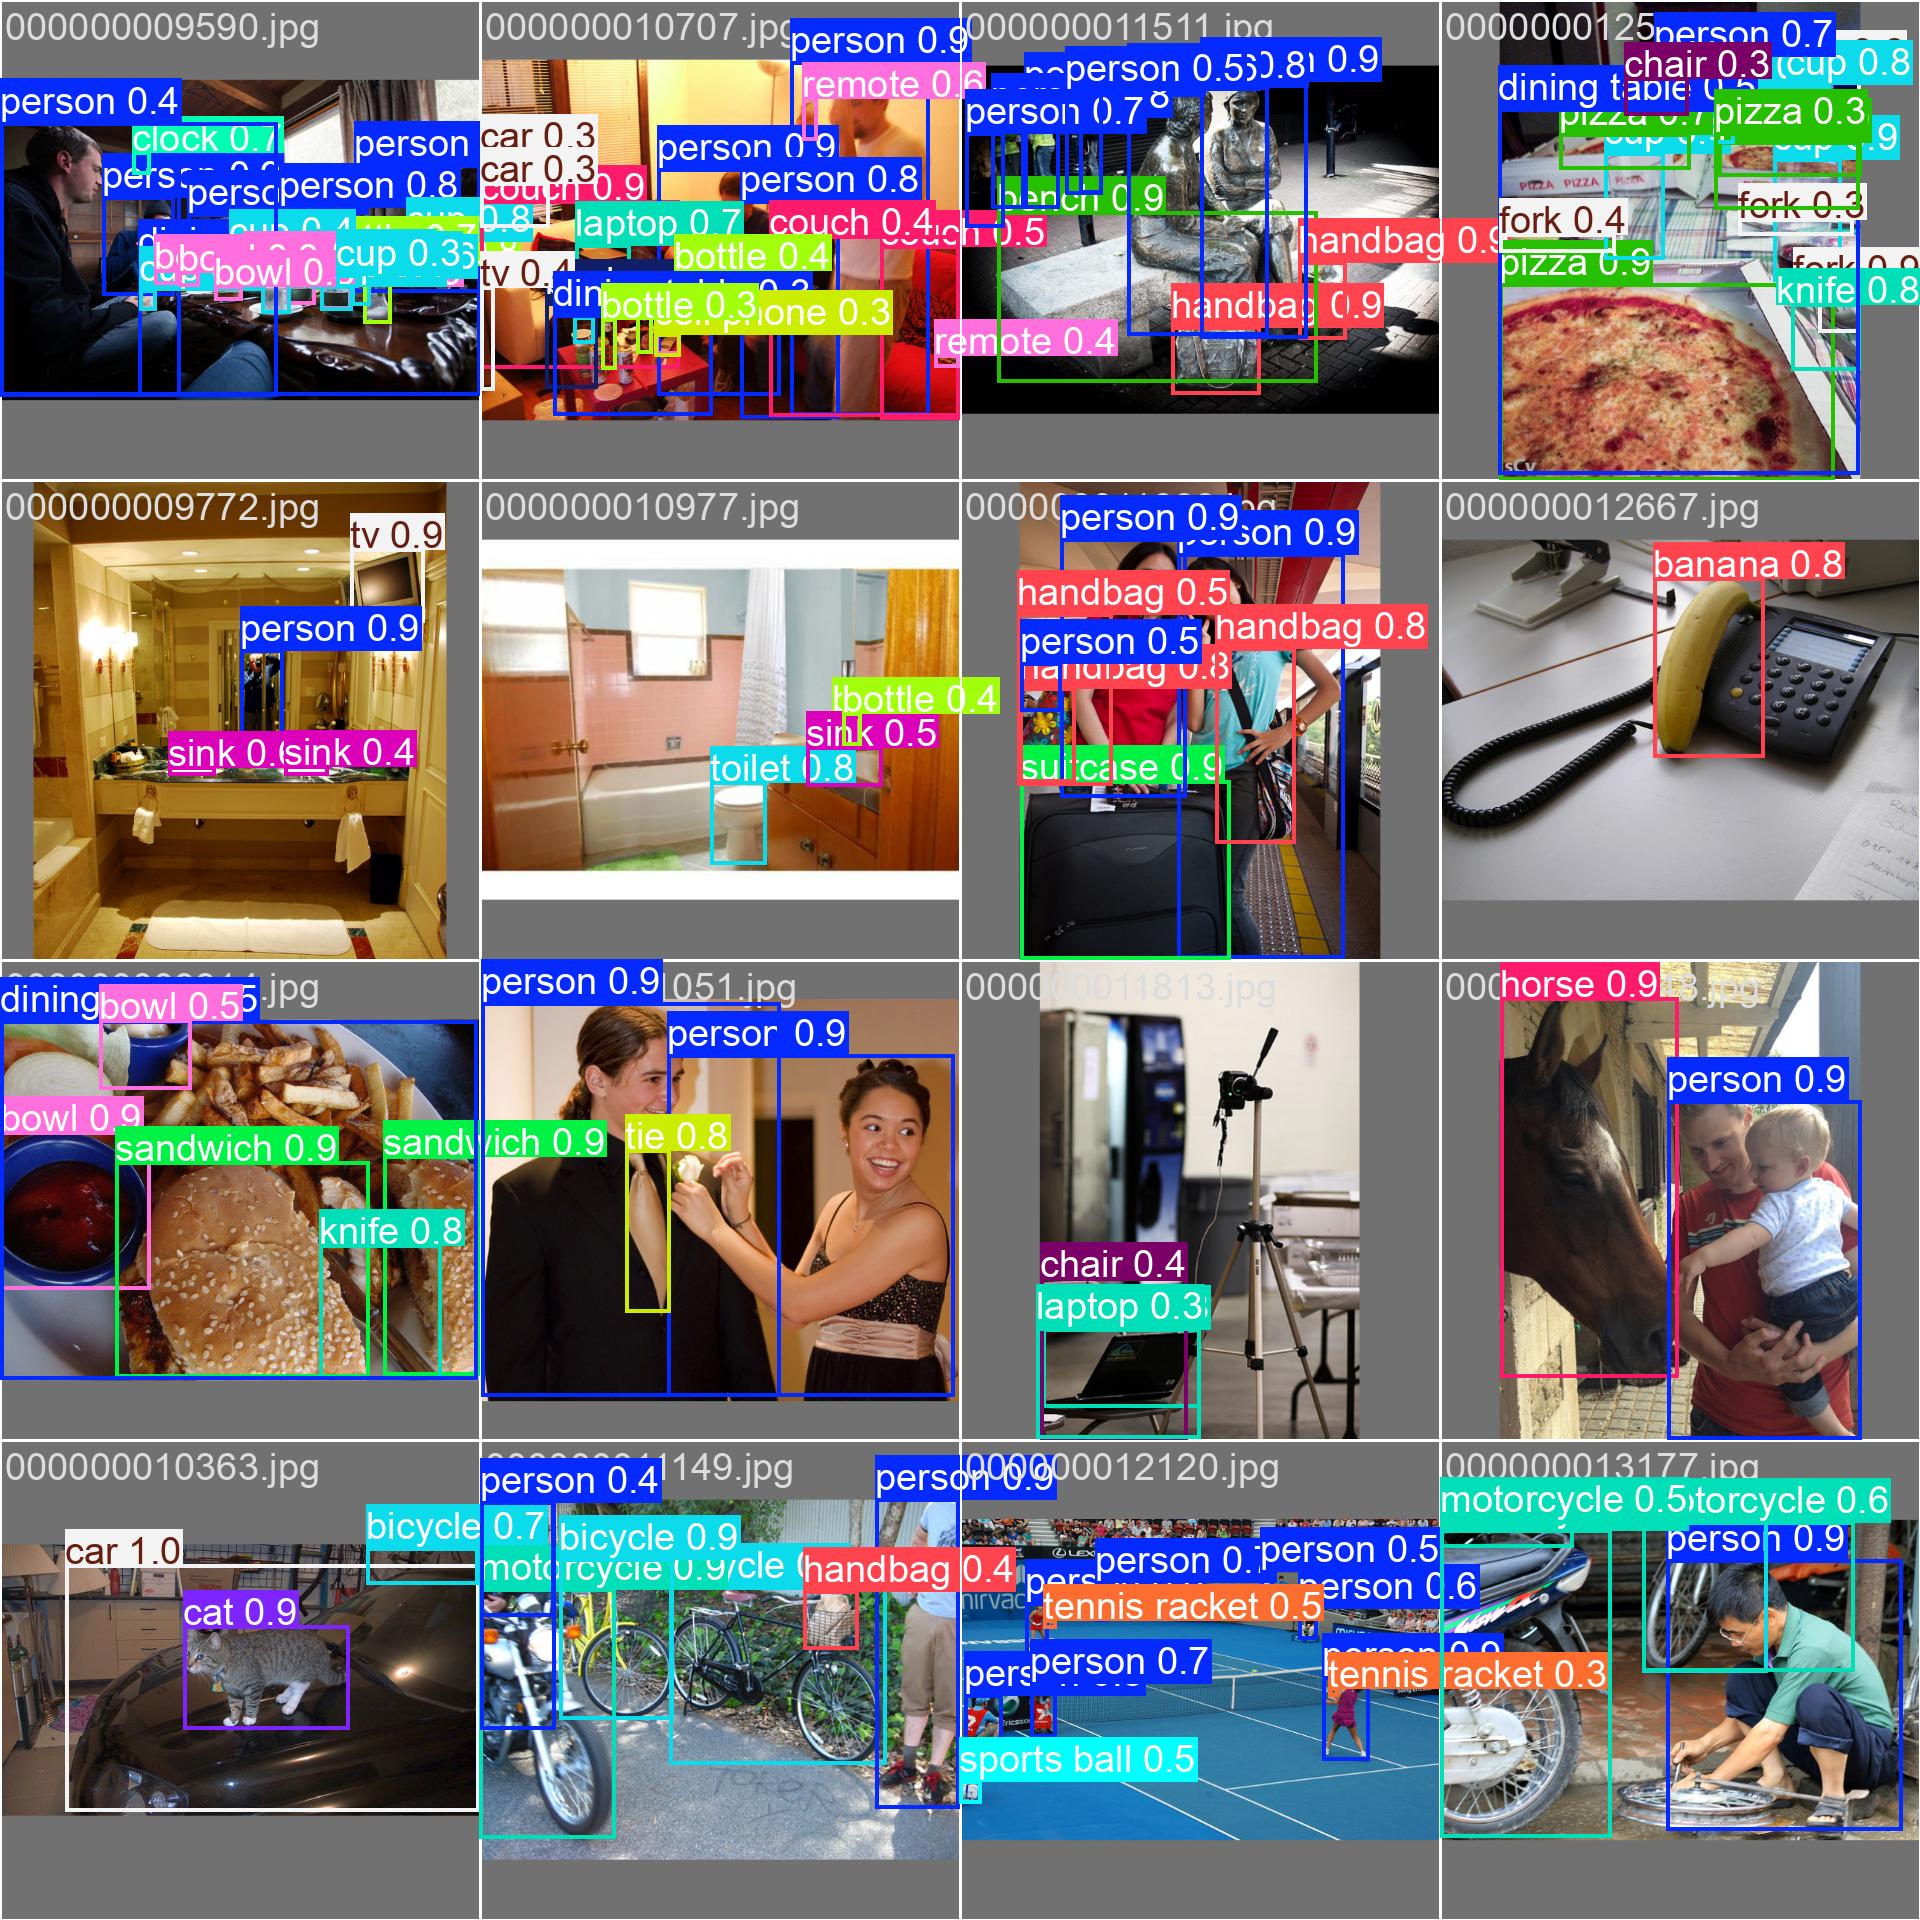 000000009590.jpg
person 0.4
clock 0.7
person
person 0.8
cup 0.4
bowl 0.
cup 0.3
000000010707.jpg
person 0.9
remote 0.6
car 0.3
car 0.3
person 0.9
couch 0.9
person 0.8
laptop 0.7
couch 0.4
bottle 0.4
tv 0.4
bottle 0.3
cell phone 0.3
remote 0.4
000000011511.jpg
person 0.5
0.8
0.9
person 0.7
bench 0.9
couch 0.5
handbag 0.9
handbag 0.9
0000000125
person 0.7
chair 0.3
cup 0.8
dining table 0.5
pizza 0.7
pizza 0.3
cup 0.9
PIZZA PIZZA PIZZA
fork 0.4
fork 0.3
pizza 0.9
fork 0.9
knife 0.8
000000009772.jpg
tv 0.9
person 0.9
sink 0.
sink 0.4
000000010977.jpg
bottle 0.4
sink 0.5
toilet 0.8
person 0.9
person 0.9
handbag 0.5
handbag 0.8
person 0.5
handbag 0.8
suitcase 0.9
000000012667.jpg
banana 0.8
.jpg
dining
bowl 0.5
bowl 0.9
sandwich 0.9
sandwich 0.9
knife 0.8
person 0.9
1051.jpg
person 0.9
tie 0.8
000000011813.jpg
chair 0.4
laptop 0.3
horse 0.9
person 0.9
000000010363.jpg
bicycle 0.7
car 1.0
cat 0.9
1149.jpg
person 0.4
person 0.9
bicycle 0.9
motorcycle 0.9
handbag 0.4
000000012120.jpg
person 0.7
person 0.5
person 0.6
tennis racket 0.5
person 0.7
person 0.9
sports ball 0.5
Ericsson
000000013177.jpg
motorcycle 0.5
motorcycle 0.6
person 0.9
tennis racket 0.3